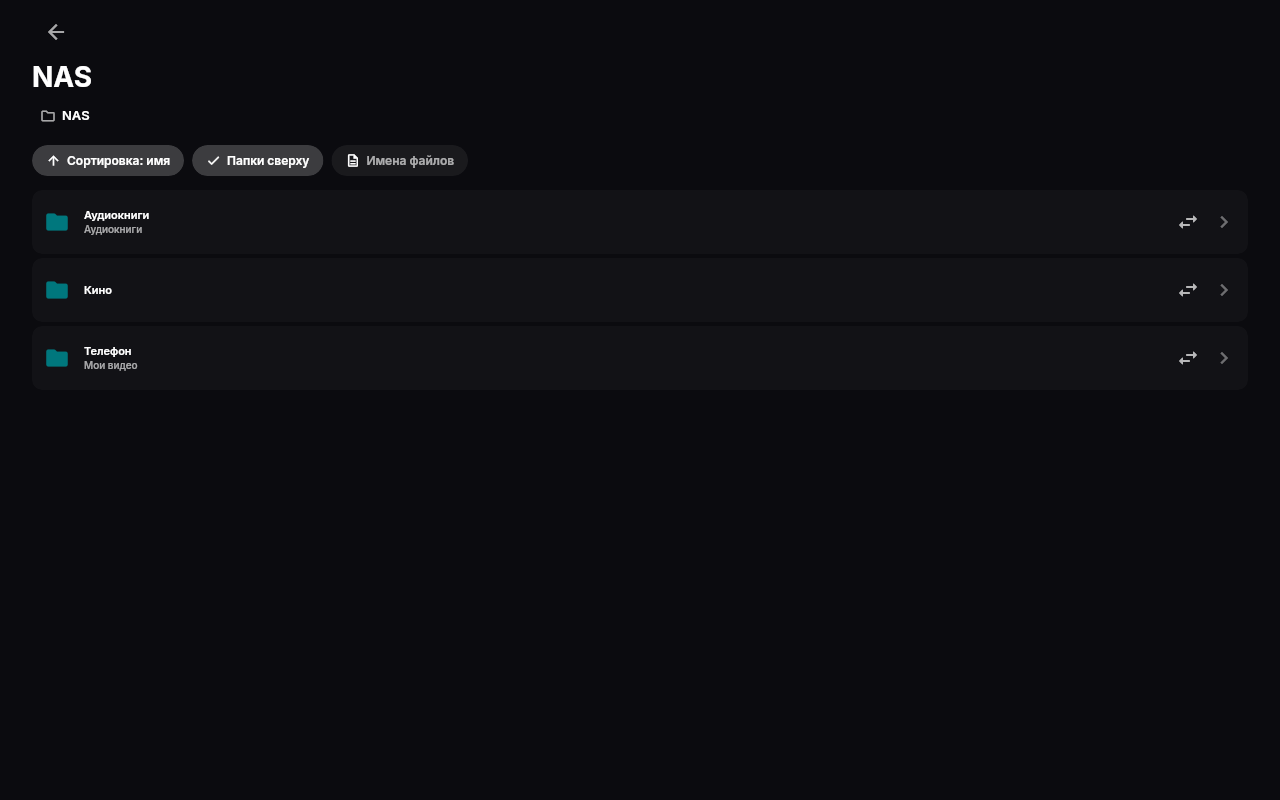 NAS
NAS
Сортировка: имя
Папки сверху
Имена файлов
Аудиокниги
Аудиокниги
Кино
Телефон
Мои видео